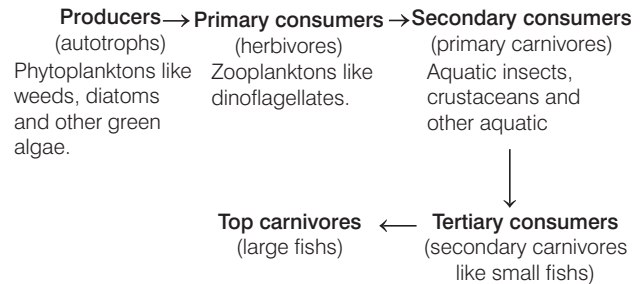 Producers → Primary consumers → Secondary consumers
(autotrophs) (herbivores) (primary carnivores)
Phytoplanktons like Zooplanktons like Aquatic insects,
weeds, diatoms dinoflagellates. crustaceans and
and other green other aquatic
algae.
Top carnivores ← Tertiary consumers
(large fishs) (secondary carnivores
like small fishs)